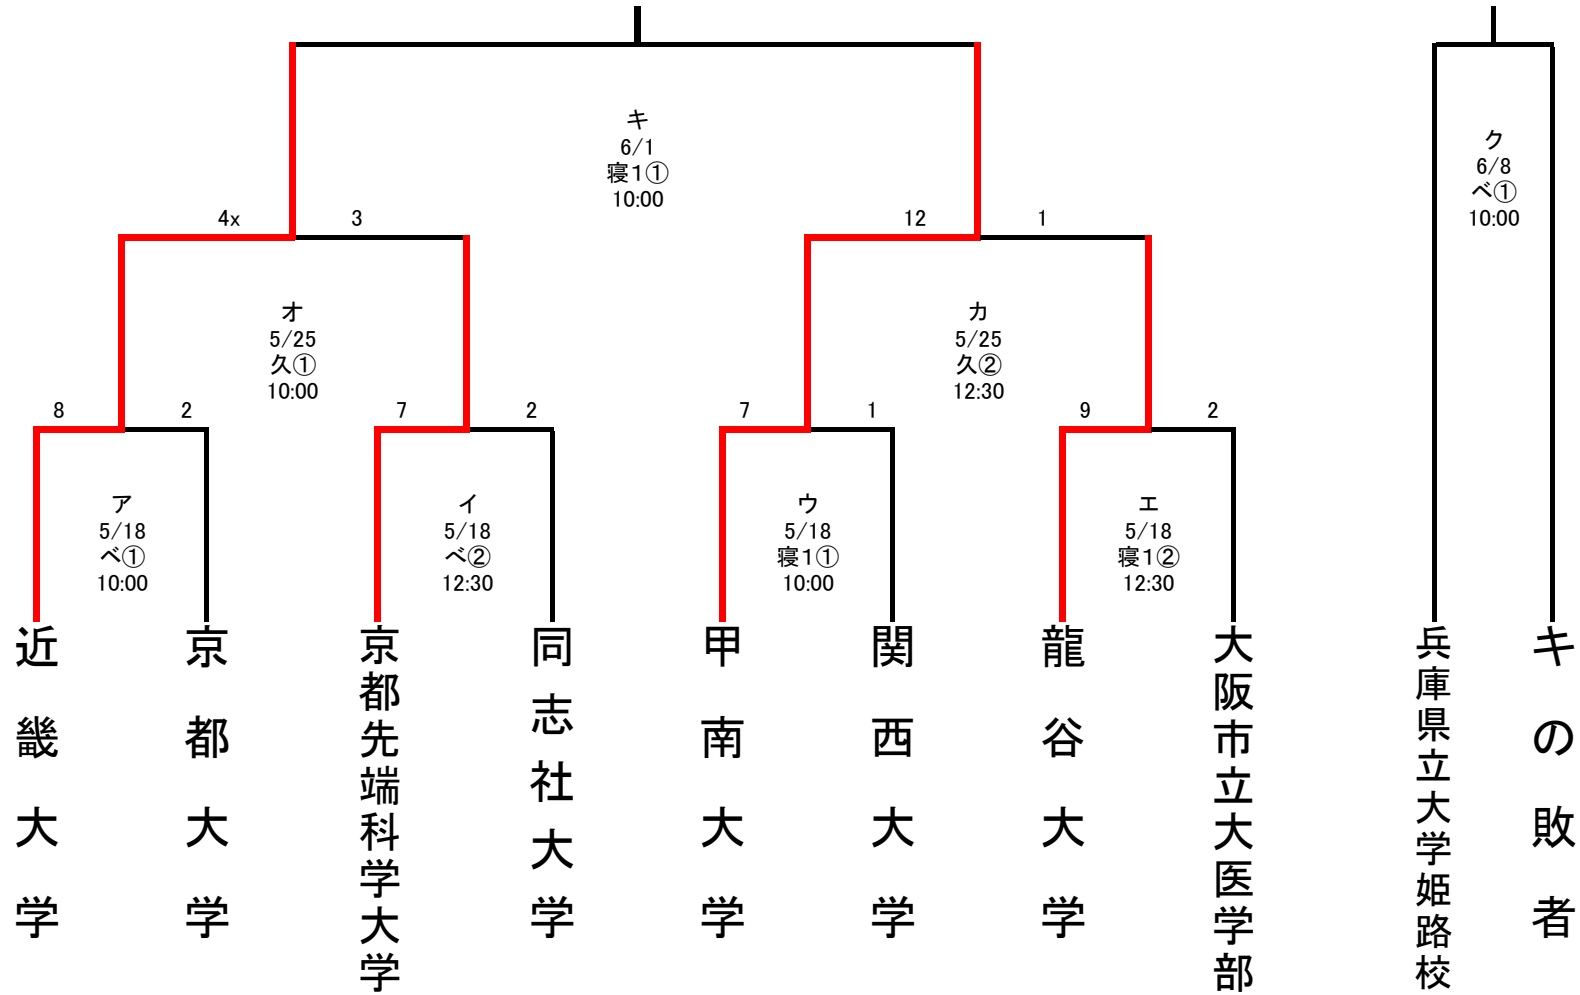 キ
6/1
寝1①
10:00
ク
6/8
ベ①
10:00
4x
3
12
1
オ
5/25
久①
10:00
カ
5/25
久②
12:30
8
2
7
2
7
1
9
2
ア
5/18
ベ①
10:00
イ
5/18
ベ②
12:30
ウ
5/18
寝1①
10:00
エ
5/18
寝1②
12:30
近畿大学
京都大学
京都先端科学大学
同志社大学
甲南大学
関西大学
龍谷大学
大阪市立大医学部
兵庫県立大学姫路校
キの敗者